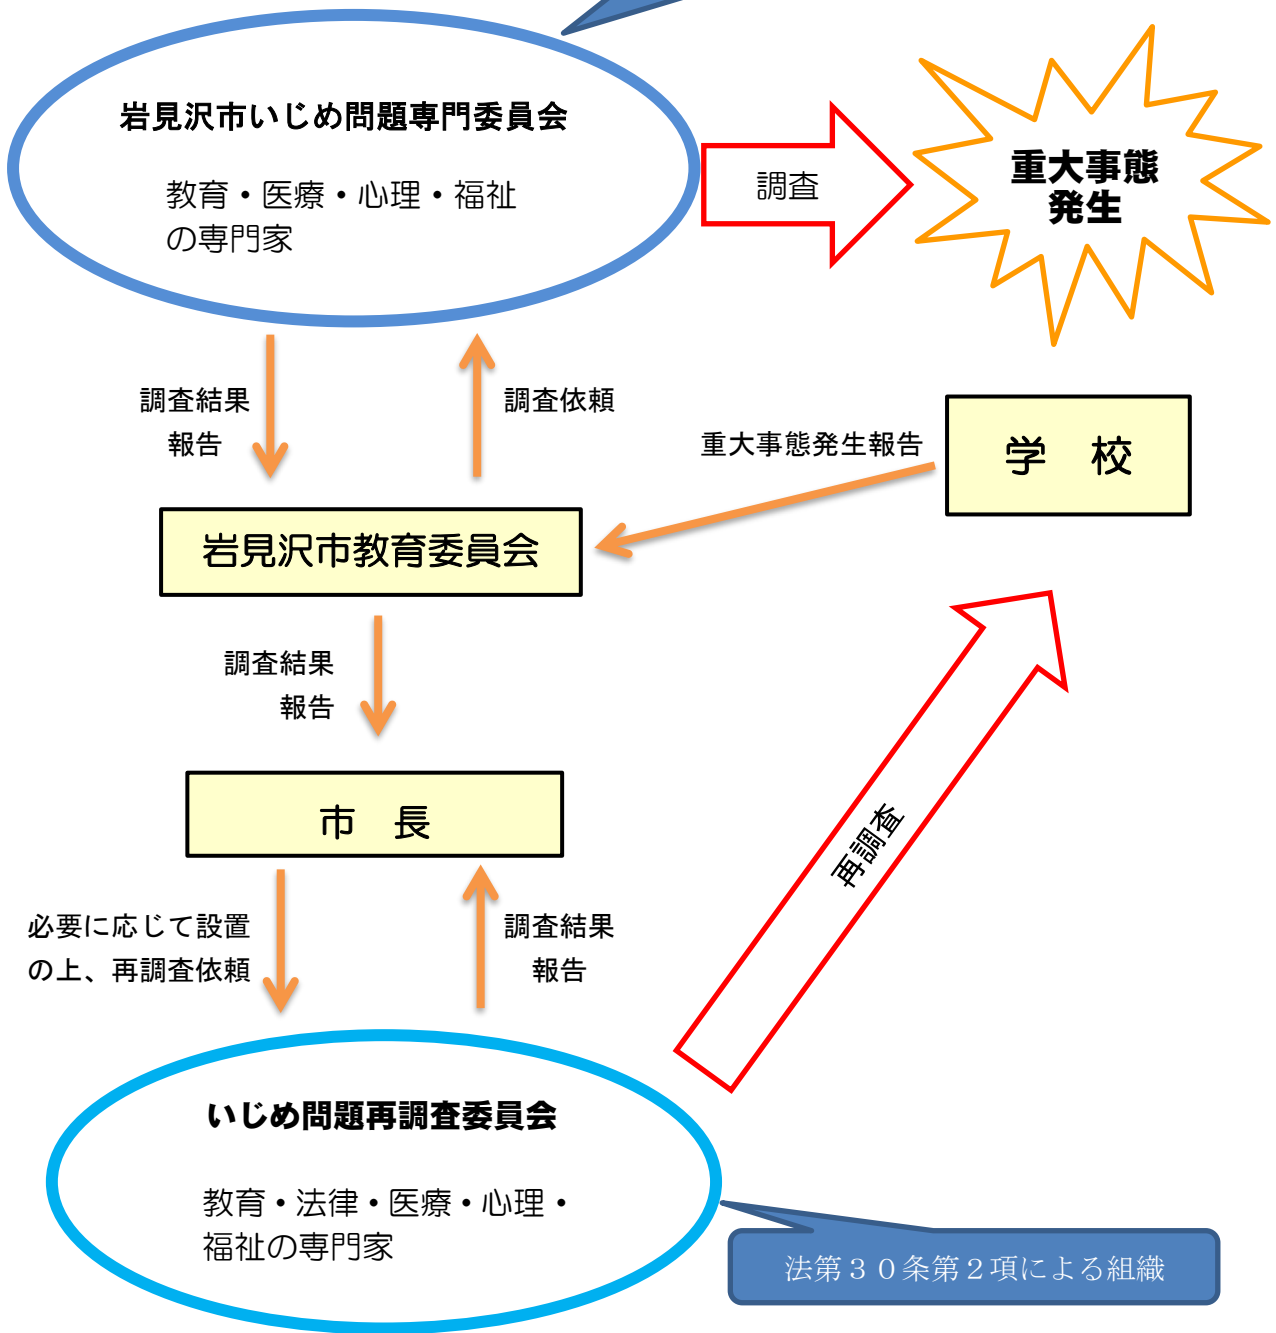 岩見沢市いじめ問題専門委員会
教育・医療・心理・福祉
の専門家
調査
重大事態
発生
調査結果
報告
調査依頼
重大事態発生報告
学　校
岩見沢市教育委員会
調査結果
報告
市　長
再調査
必要に応じて設置
の上、再調査依頼
調査結果
報告
いじめ問題再調査委員会
教育・法律・医療・心理・
福祉の専門家
法第３０条第２項による組織